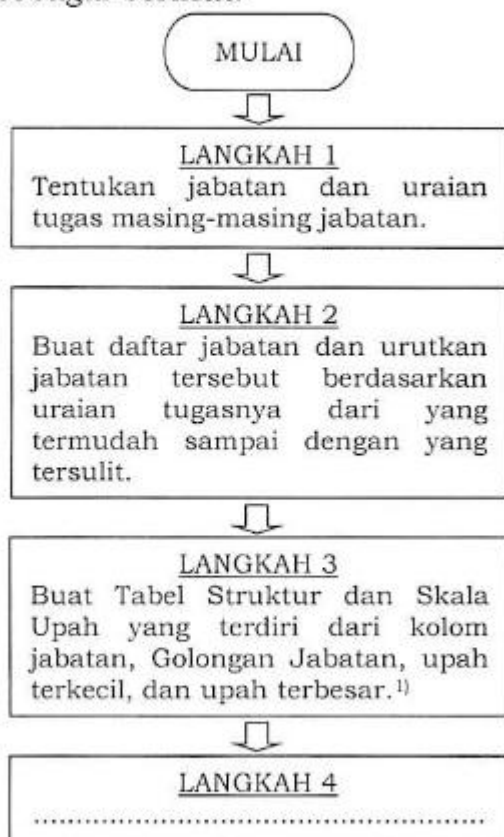 MULAI
LANGKAH 1
Tentukan jabatan dan uraian
tugas masing-masing jabatan.
LANGKAH 2
Buat daftar jabatan dan urutkan
jabatan tersebut berdasarkan
uraian tugasnya dari yang
termudah sampai dengan yang
tersulit.
LANGKAH 3
Buat Tabel Struktur dan Skala
Upah yang terdiri dari kolom
jabatan, Golongan Jabatan, upah
terkecil, dan upah terbesar.¹⁾
LANGKAH 4
................................................